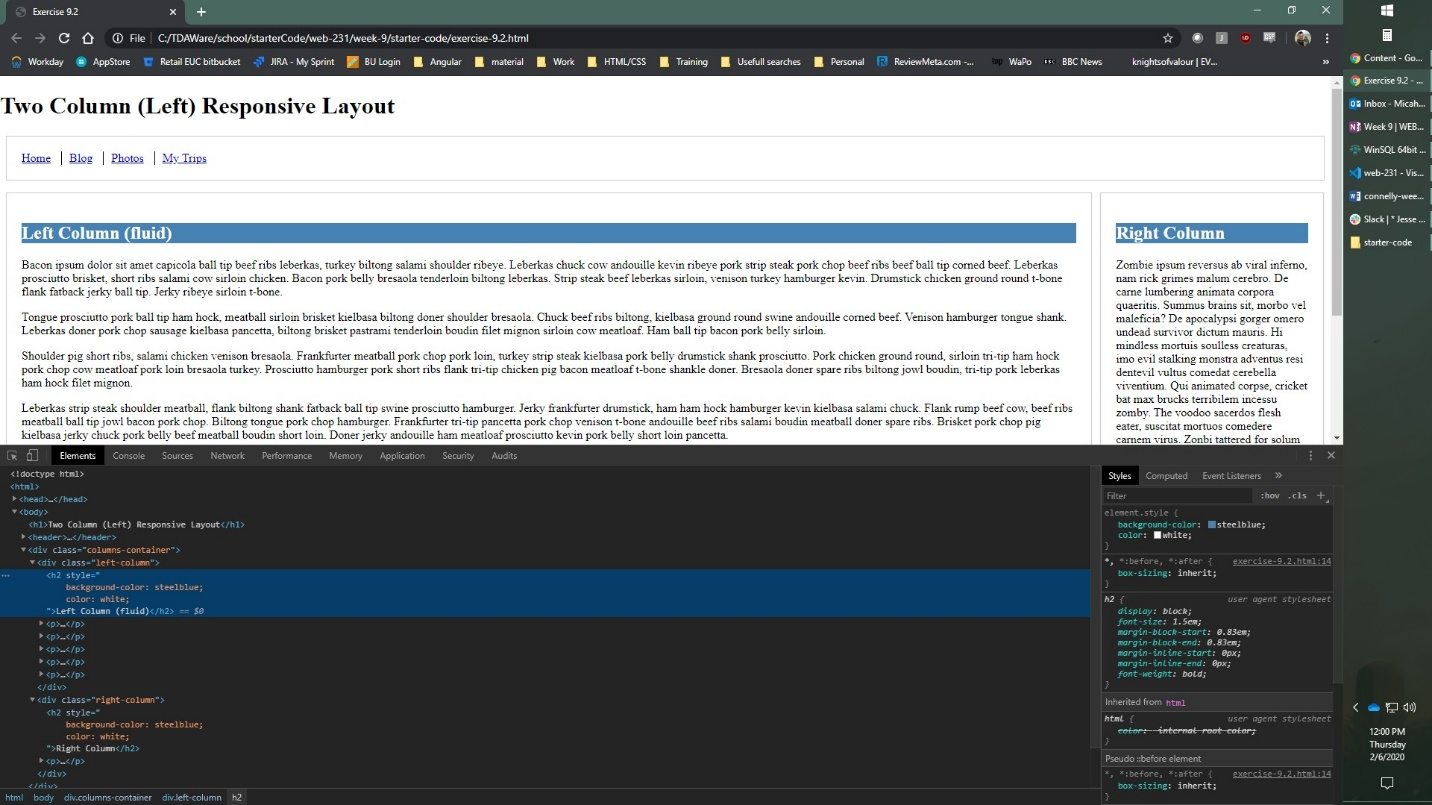 Exercise 9.2
File C:/TDAWare/school/starterCode/web-231/week-9/starter-code/exercise-9.2.html
Workday AppStore Retail EUC bitbucket JIRA - My Sprint BU Login Angular material Work HTML/CSS Training Usefull searches Personal ReviewMeta.com -... WaPo BBC News knightsofvalour | EV... »
Two Column (Left) Responsive Layout
Home Blog Photos My Trips
Left Column (fluid)
Bacon ipsum dolor sit amet capicola ball tip beef ribs leberkas, turkey biltong salami shoulder ribeye. Leberkas chuck cow andouille kevin ribeye pork strip steak pork chop beef ribs beef ball tip corned beef. Leberkas
prosciutto brisket, short ribs salami cow sirloin chicken. Bacon pork belly bresaola tenderloin biltong leberkas. Strip steak beef leberkas sirloin, venison turkey hamburger kevin. Drumstick chicken ground round t-bone
flank fatback jerky ball tip. Jerky ribeye sirloin t-bone.
Tongue prosciutto pork ball tip ham hock, meatball sirloin brisket kielbasa biltong doner shoulder bresaola. Chuck beef ribs biltong, kielbasa ground round swine andouille corned beef. Venison hamburger tongue shank.
Leberkas doner pork chop sausage kielbasa pancetta, biltong brisket pastrami tenderloin boudin filet mignon sirloin cow meatloaf. Ham ball tip bacon pork belly sirloin.
Shoulder pig short ribs, salami chicken venison bresaola. Frankfurter meatball pork chop pork loin, turkey strip steak kielbasa pork belly drumstick shank prosciutto. Pork chicken ground round, sirloin tri-tip ham hock
pork chop cow meatloaf pork loin bresaola turkey. Prosciutto hamburger pork short ribs flank tri-tip chicken pig bacon meatloaf t-bone shankle doner. Bresaola doner spare ribs biltong jowl boudin, tri-tip pork leberkas
ham hock filet mignon.
Leberkas strip steak shoulder meatball, flank biltong shank fatback ball tip swine prosciutto hamburger. Jerky frankfurter drumstick, ham ham hock hamburger kevin kielbasa salami chuck. Flank rump beef cow, beef ribs
meatball ball tip jowl bacon pork chop. Biltong tongue pork chop hamburger. Frankfurter tri-tip pancetta pork chop venison t-bone andouille beef ribs salami boudin meatball doner spare ribs. Brisket pork chop pig
kielbasa jerky chuck pork belly beef meatball boudin short loin. Doner jerky andouille ham meatloaf prosciutto kevin pork belly short loin pancetta.
Right Column
Zombie ipsum reversus ab viral inferno,
nam rick grimes malum cerebro. De
carne lumbering animata corpora
quaeritis. Summus brains sit, morbo vel
maleficia? De apocalypsi gorger omero
undead survivor dictum mauris. Hi
mindless mortuis soulless creaturas,
imo evil stalking monstra adventus resi
dentevil vultus comedat cerebella
viventium. Qui animated corpse, cricket
bat max brucks terribilem incessu
zomby. The voodoo sacerdos flesh
eater, suscitat mortuos comedere
carnem virus. Zonbi tattered for solum
Elements Console Sources Network Performance Memory Application Security Audits
<!doctype html>
<html>
<head>…</head>
<body>
<h1>Two Column (Left) Responsive Layout</h1>
<header>…</header>
<div class="columns-container">
<div class="left-column">
<h2 style="
background-color: steelblue;
color: white;
">Left Column (fluid)</h2> == $0
<p>…</p>
<p>…</p>
<p>…</p>
<p>…</p>
<p>…</p>
</div>
<div class="right-column">
<h2 style="
background-color: steelblue;
color: white;
">Right Column</h2>
<p>…</p>
</div>
</div>
html body div.columns-container div.left-column h2
Styles Computed Event Listeners »
Filter :hov .cls +
element.style {
background-color: steelblue;
color: white;
}
*, *:before, *:after { exercise-9.2.html:14
box-sizing: inherit;
}
h2 { user agent stylesheet
display: block;
font-size: 1.5em;
margin-block-start: 0.83em;
margin-block-end: 0.83em;
margin-inline-start: 0px;
margin-inline-end: 0px;
font-weight: bold;
}
Inherited from html
html { user agent stylesheet
color: -internal-root-color;
}
Pseudo ::before element
*, *:before, *:after { exercise-9.2.html:14
box-sizing: inherit;
}
Content - Go...
Exercise 9.2 - ...
Inbox - Micah...
Week 9 | WEB...
WinSQL 64bit ...
web-231 - Vis...
connelly-wee...
Slack | * Jesse ...
starter-code
12:00 PM
Thursday
2/6/2020